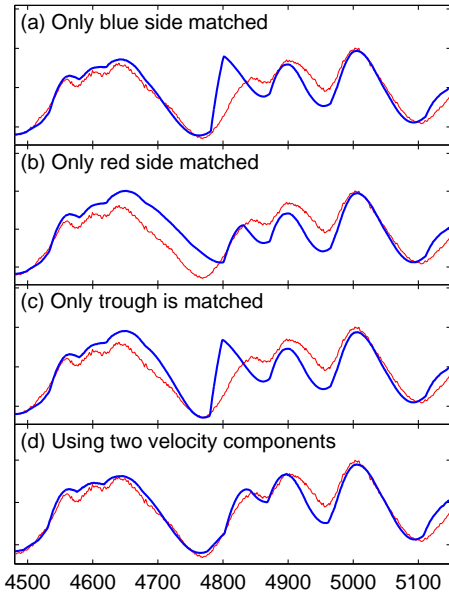 (a) Only blue side matched
(b) Only red side matched
(c) Only trough is matched
(d) Using two velocity components
4500 4600 4700 4800 4900 5000 5100